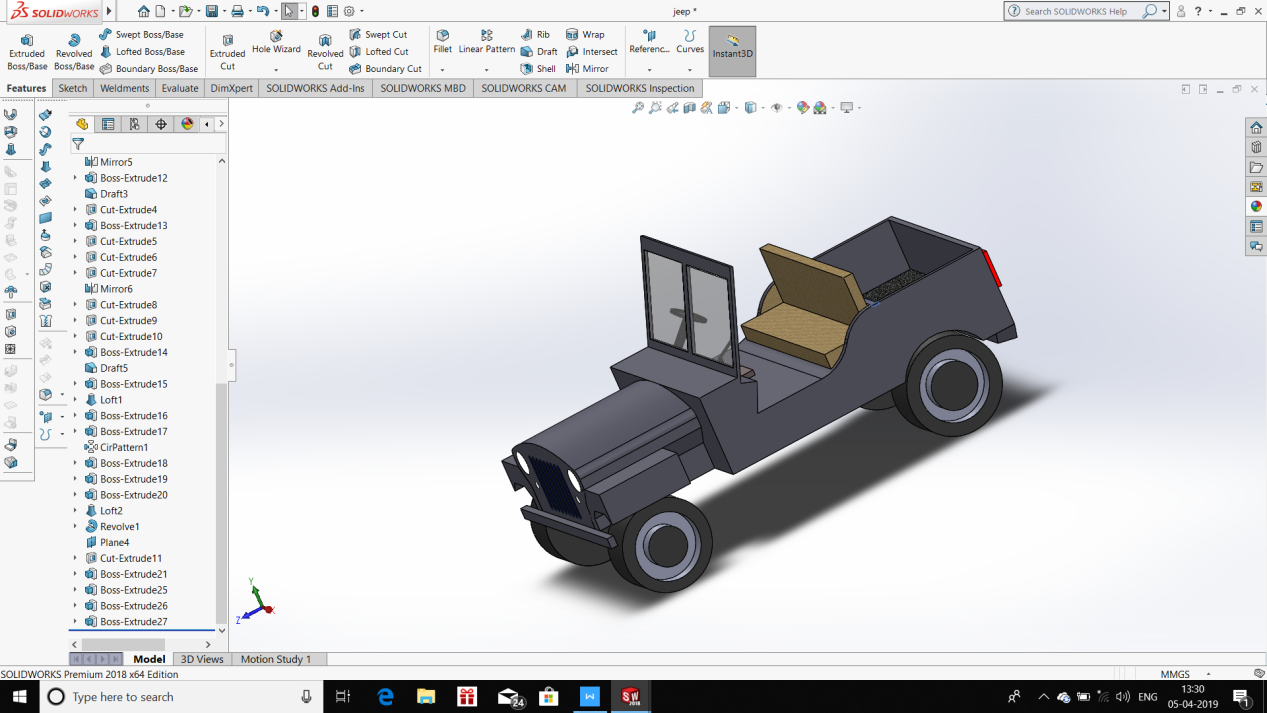 SOLIDWORKS
jeep *
Search SOLIDWORKS Help
Extruded Boss/Base
Revolved Boss/Base
Swept Boss/Base
Lofted Boss/Base
Boundary Boss/Base
Extruded Cut
Hole Wizard
Revolved Cut
Swept Cut
Lofted Cut
Boundary Cut
Fillet
Linear Pattern
Rib
Draft
Shell
Wrap
Intersect
Mirror
Referenc...
Curves
Instant3D
Features
Sketch
Weldments
Evaluate
DimXpert
SOLIDWORKS Add-Ins
SOLIDWORKS MBD
SOLIDWORKS CAM
SOLIDWORKS Inspection
Mirror5
Boss-Extrude12
Draft3
Cut-Extrude4
Boss-Extrude13
Cut-Extrude5
Cut-Extrude6
Cut-Extrude7
Mirror6
Cut-Extrude8
Cut-Extrude9
Cut-Extrude10
Boss-Extrude14
Draft5
Boss-Extrude15
Loft1
Boss-Extrude16
Boss-Extrude17
CirPattern1
Boss-Extrude18
Boss-Extrude19
Boss-Extrude20
Loft2
Revolve1
Plane4
Cut-Extrude11
Boss-Extrude21
Boss-Extrude25
Boss-Extrude26
Boss-Extrude27
Y
Z
X
Model
3D Views
Motion Study 1
SOLIDWORKS Premium 2018 x64 Edition
MMGS
Type here to search
24
W
SW
2018
ENG
13:30
05-04-2019
1